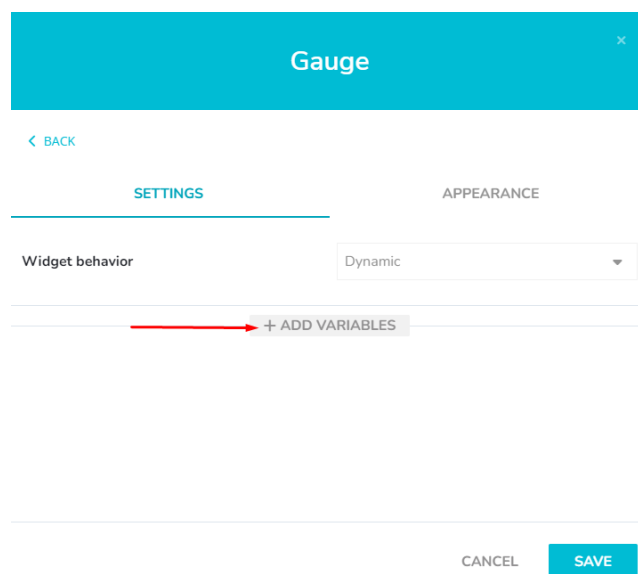 Gauge
×
BACK
SETTINGS APPEARANCE
Widget behavior Dynamic
+ ADD VARIABLES
CANCEL SAVE